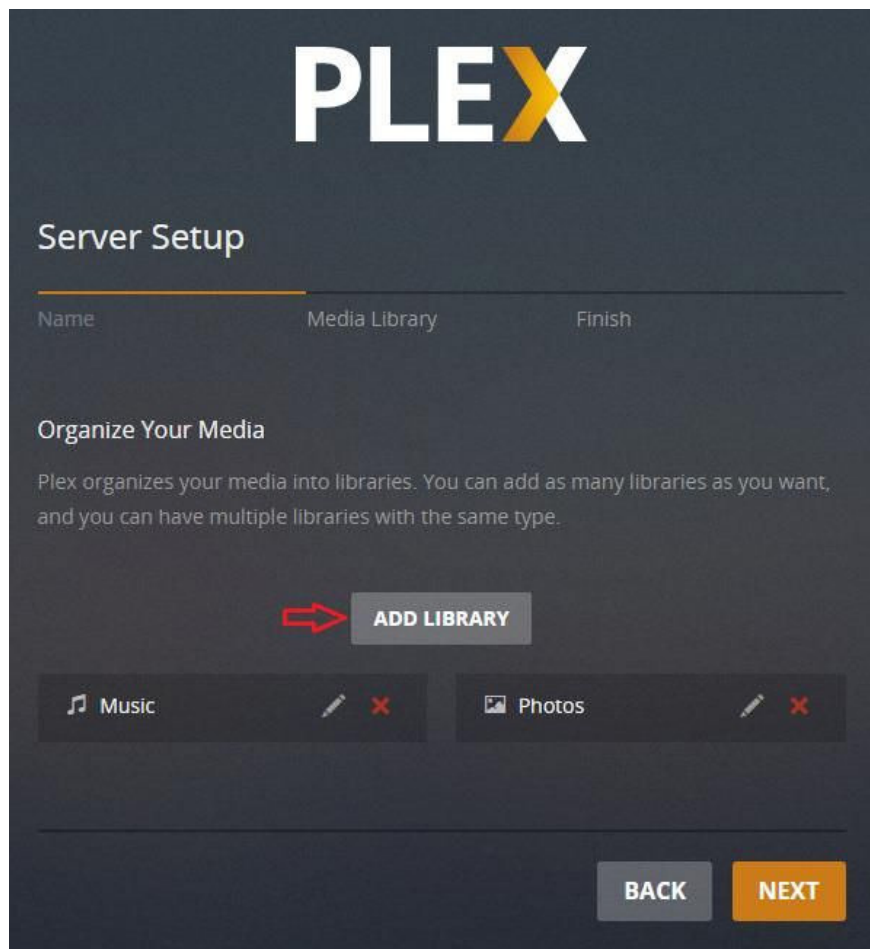 PLEX
Server Setup
Name Media Library Finish
Organize Your Media
Plex organizes your media into libraries. You can add as many libraries as you want,
and you can have multiple libraries with the same type.
ADD LIBRARY
Music Photos
BACK NEXT